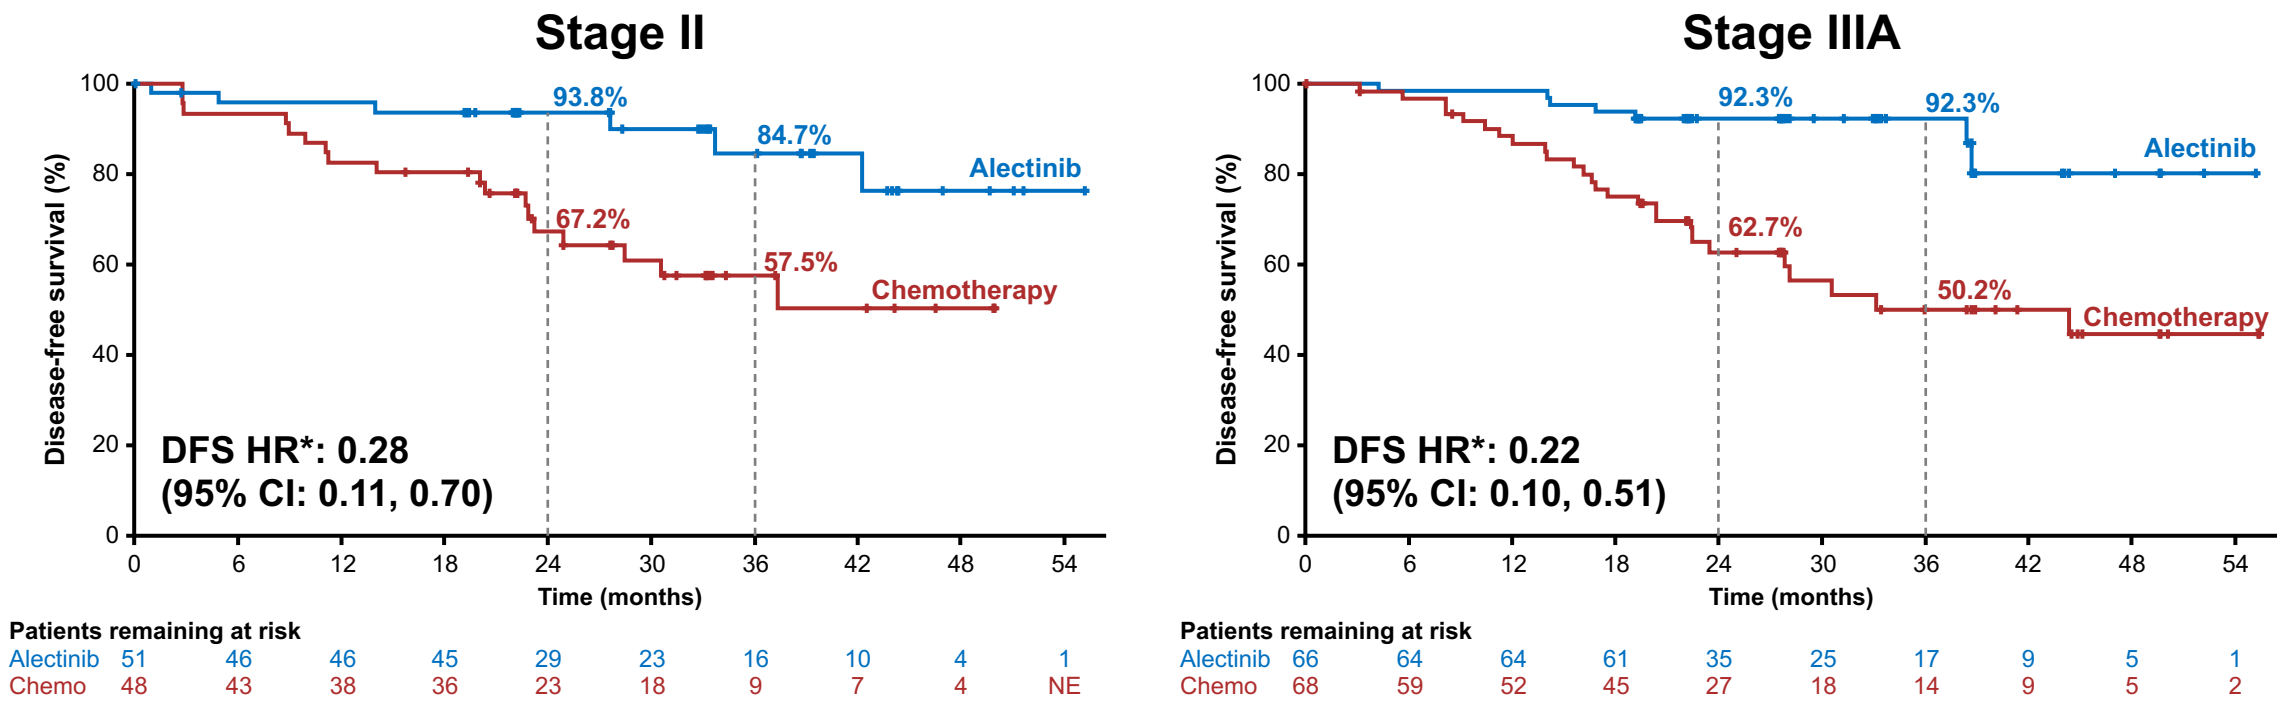 Stage II
Disease-free survival (%)
100
80
60
40
20
0
93.8%
84.7%
Alectinib
67.2%
57.5%
Chemotherapy
DFS HR*: 0.28
(95% CI: 0.11, 0.70)
0 6 12 18 24 30 36 42 48 54
Time (months)
Patients remaining at risk
Alectinib 51 46 46 45 29 23 16 10 4 1
Chemo 48 43 38 36 23 18 9 7 4 NE
Stage IIIA
Disease-free survival (%)
100
80
60
40
20
0
92.3%
92.3%
Alectinib
62.7%
50.2%
Chemotherapy
DFS HR*: 0.22
(95% CI: 0.10, 0.51)
0 6 12 18 24 30 36 42 48 54
Time (months)
Patients remaining at risk
Alectinib 66 64 64 61 35 25 17 9 5 1
Chemo 68 59 52 45 27 18 14 9 5 2